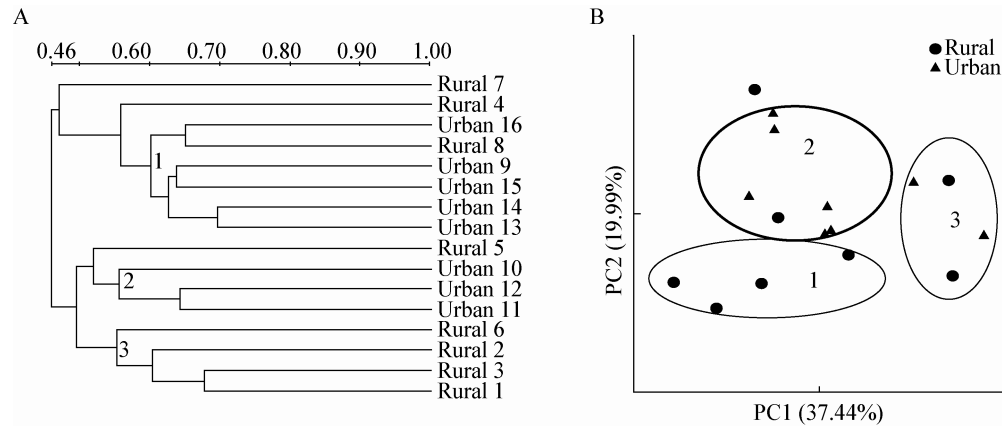 A
0.46 0.60 0.70 0.80 0.90 1.00
Rural 7
Rural 4
Urban 16
Rural 8
Urban 9
Urban 15
Urban 14
Urban 13
Rural 5
Urban 10
Urban 12
Urban 11
Rural 6
Rural 2
Rural 3
Rural 1
1
2
3
B
Rural
Urban
2
3
1
PC2 (19.99%)
PC1 (37.44%)